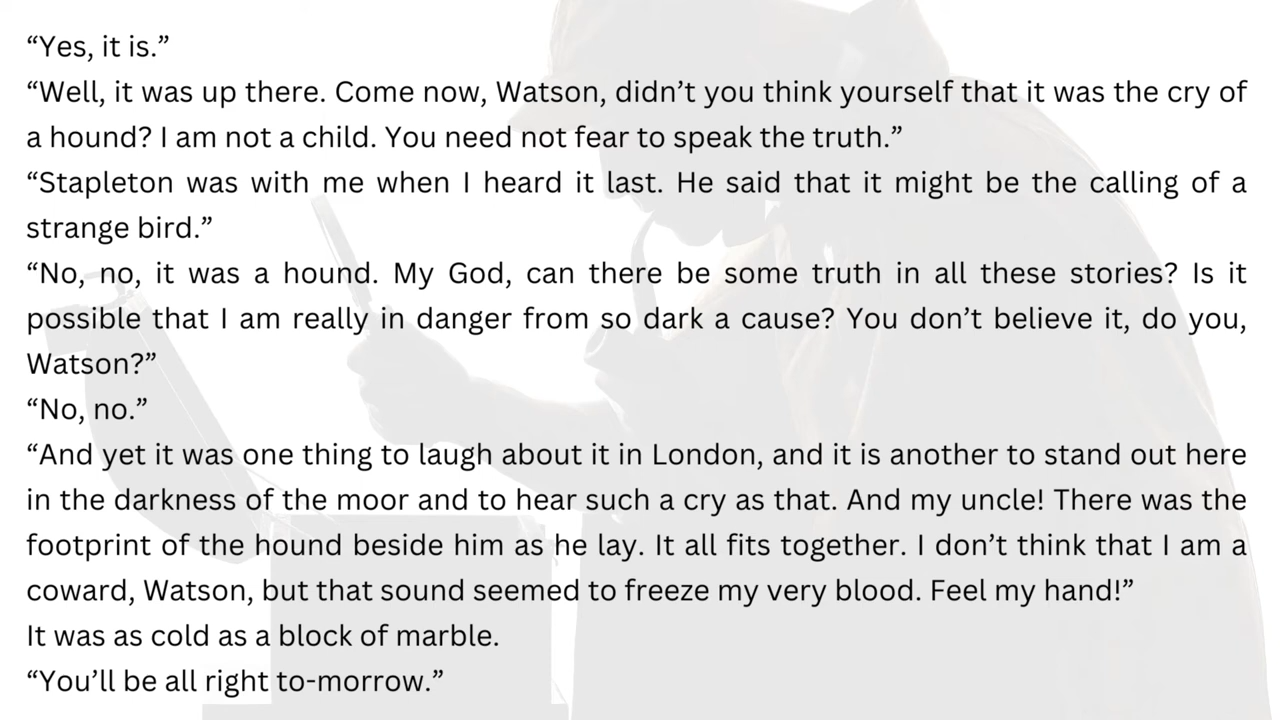 “Yes, it is.”
“Well, it was up there. Come now, Watson, didn’t you think yourself that it was the cry of
a hound? I am not a child. You need not fear to speak the truth.”
“Stapleton was with me when I heard it last. He said that it might be the calling of a
strange bird.”
“No, no, it was a hound. My God, can there be some truth in all these stories? Is it
possible that I am really in danger from so dark a cause? You don’t believe it, do you,
Watson?”
“No, no.”
“And yet it was one thing to laugh about it in London, and it is another to stand out here
in the darkness of the moor and to hear such a cry as that. And my uncle! There was the
footprint of the hound beside him as he lay. It all fits together. I don’t think that I am a
coward, Watson, but that sound seemed to freeze my very blood. Feel my hand!”
It was as cold as a block of marble.
“You’ll be all right to-morrow.”